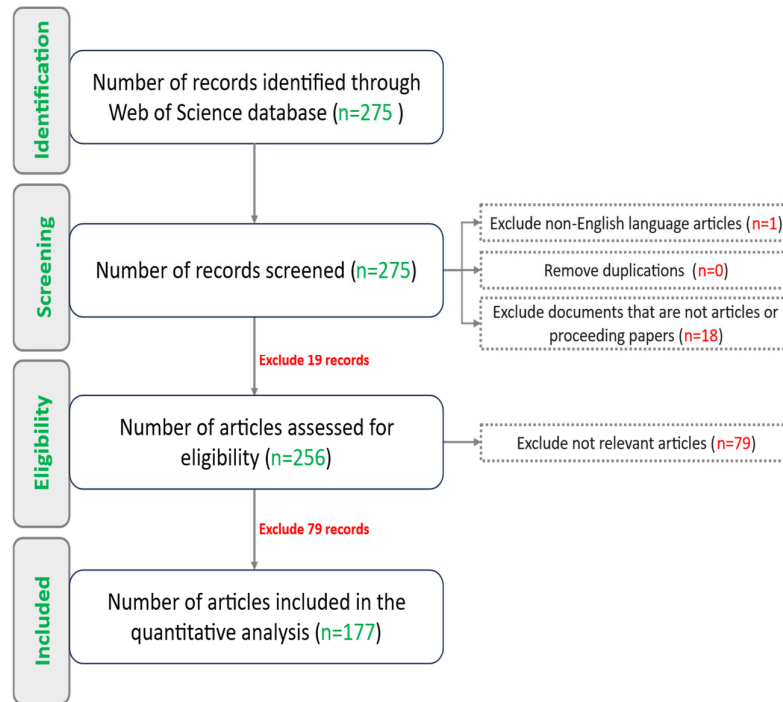 Identification
Number of records identified through
Web of Science database (n=275 )
Screening
Number of records screened (n=275)
Exclude non-English language articles (n=1)
Remove duplications (n=0)
Exclude documents that are not articles or
proceeding papers (n=18)
Exclude 19 records
Eligibility
Number of articles assessed for
eligibility (n=256)
Exclude not relevant articles (n=79)
Exclude 79 records
Included
Number of articles included in the
quantitative analysis (n=177)